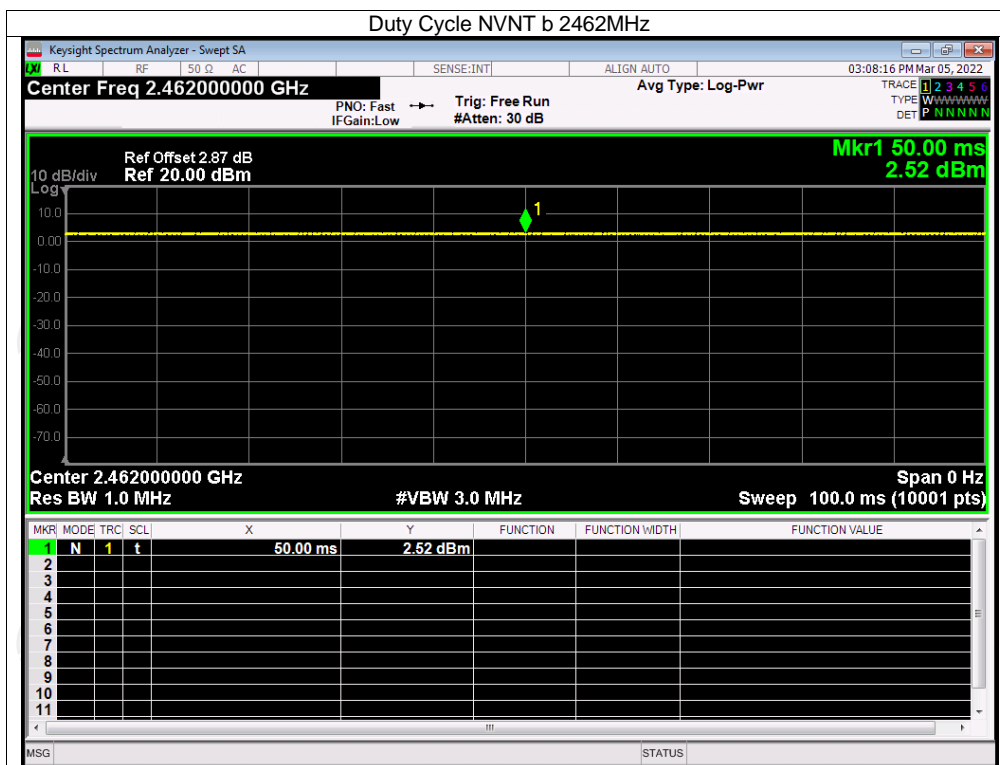 Duty Cycle NVNT b 2462MHz
Keysight Spectrum Analyzer - Swept SA
LXI RL RF 50 Ω AC SENSE:INT ALIGN AUTO 03:08:16 PM Mar 05, 2022
Center Freq 2.462000000 GHz Avg Type: Log-Pwr TRACE 1 2 3 4 5 6
PNO: Fast Trig: Free Run TYPE WWWWWW
IFGain:Low #Atten: 30 dB DET P N N N N N
Mkr1 50.00 ms
2.52 dBm
Ref Offset 2.87 dB
10 dB/div Ref 20.00 dBm
Log
1
10.0
0.00
-10.0
-20.0
-30.0
-40.0
-50.0
-60.0
-70.0
Center 2.462000000 GHz Span 0 Hz
Res BW 1.0 MHz #VBW 3.0 MHz Sweep 100.0 ms (10001 pts)
MKR MODE TRC SCL X Y FUNCTION FUNCTION WIDTH FUNCTION VALUE
1 N 1 t 50.00 ms 2.52 dBm
2
3
4
5
6
7
8
9
10
11
MSG STATUS